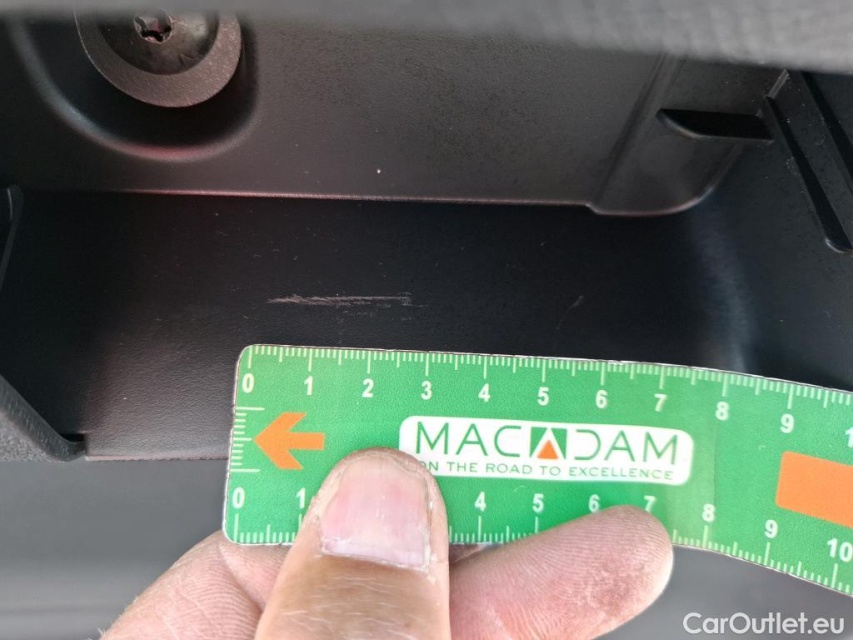 0 1 2 3 4 5 6 7 8 9 1
MACADAM
ON THE ROAD TO EXCELLENCE
0 1 4 5 6 7 8 9 10
CarOutlet.eu